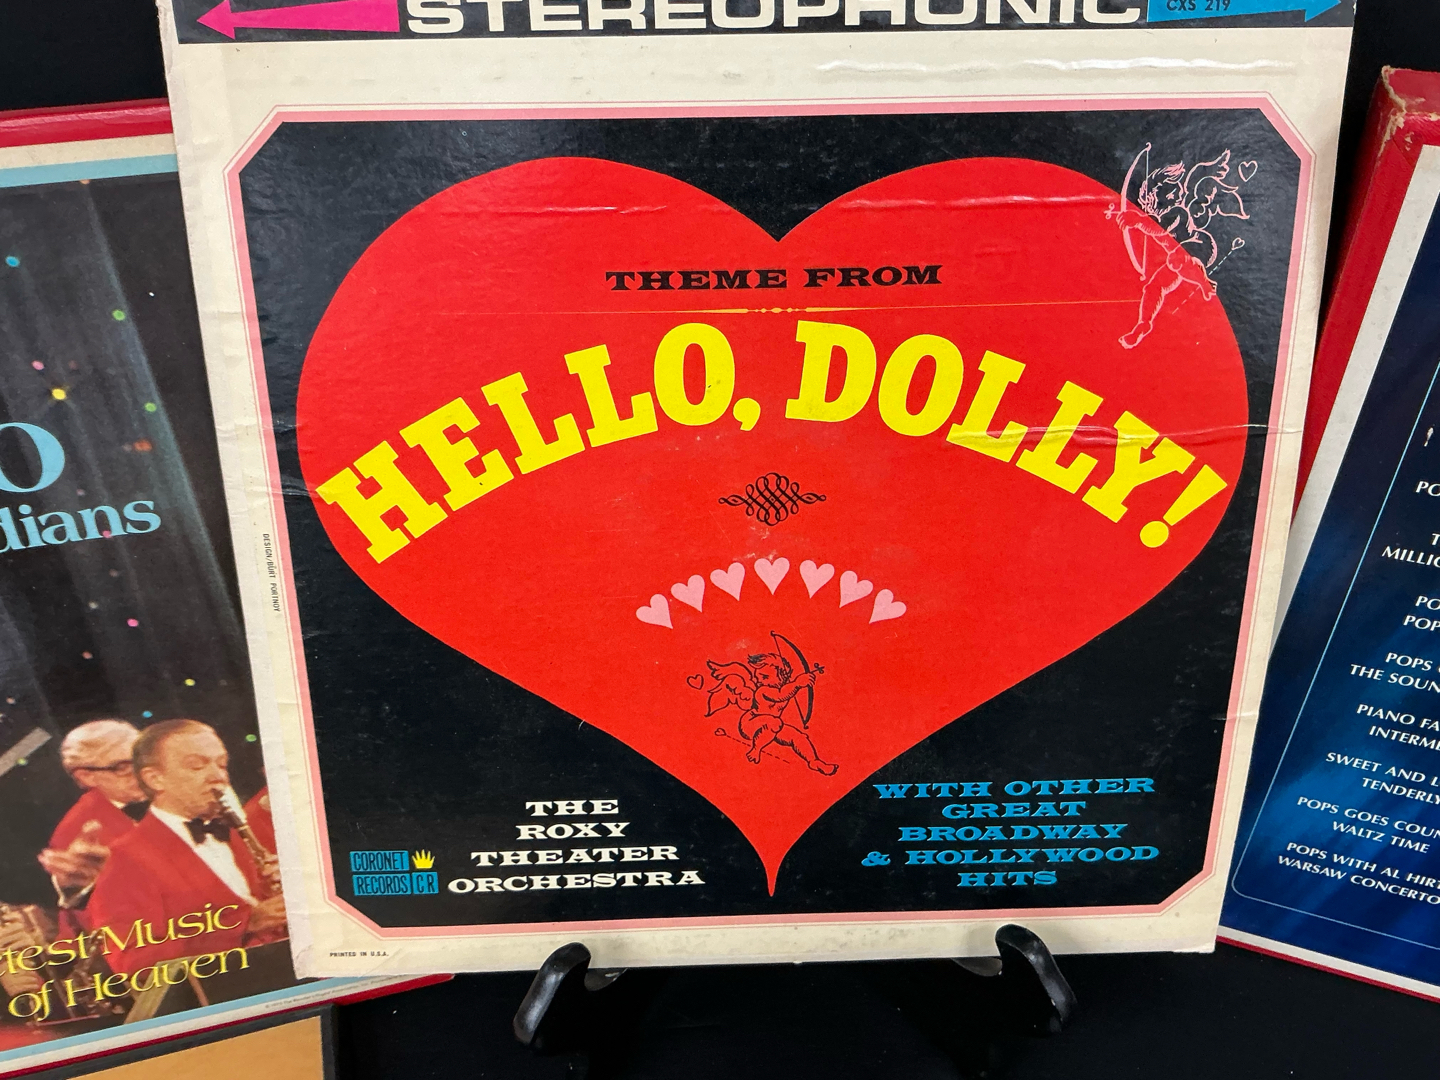 STEREOPHONIC
CXS 219
THEME FROM
HELLO, DOLLY!
DESIGN/BURT PORTNOY
THE
ROXY
THEATER
ORCHESTRA
CORONET
RECORDS CR
WITH OTHER
GREAT
BROADWAY
& HOLLYWOOD
HITS
PRINTED IN U.S.A.
O
dians
test Music
of Heaven
PO
MILLIO
PO
POP
POPS
THE SOUN
PIANO FA
INTERME
SWEET AND L
TENDERLY
POPS GOES COUN
WALTZ TIME
POPS WITH AL HIRT
WARSAW CONCERTO